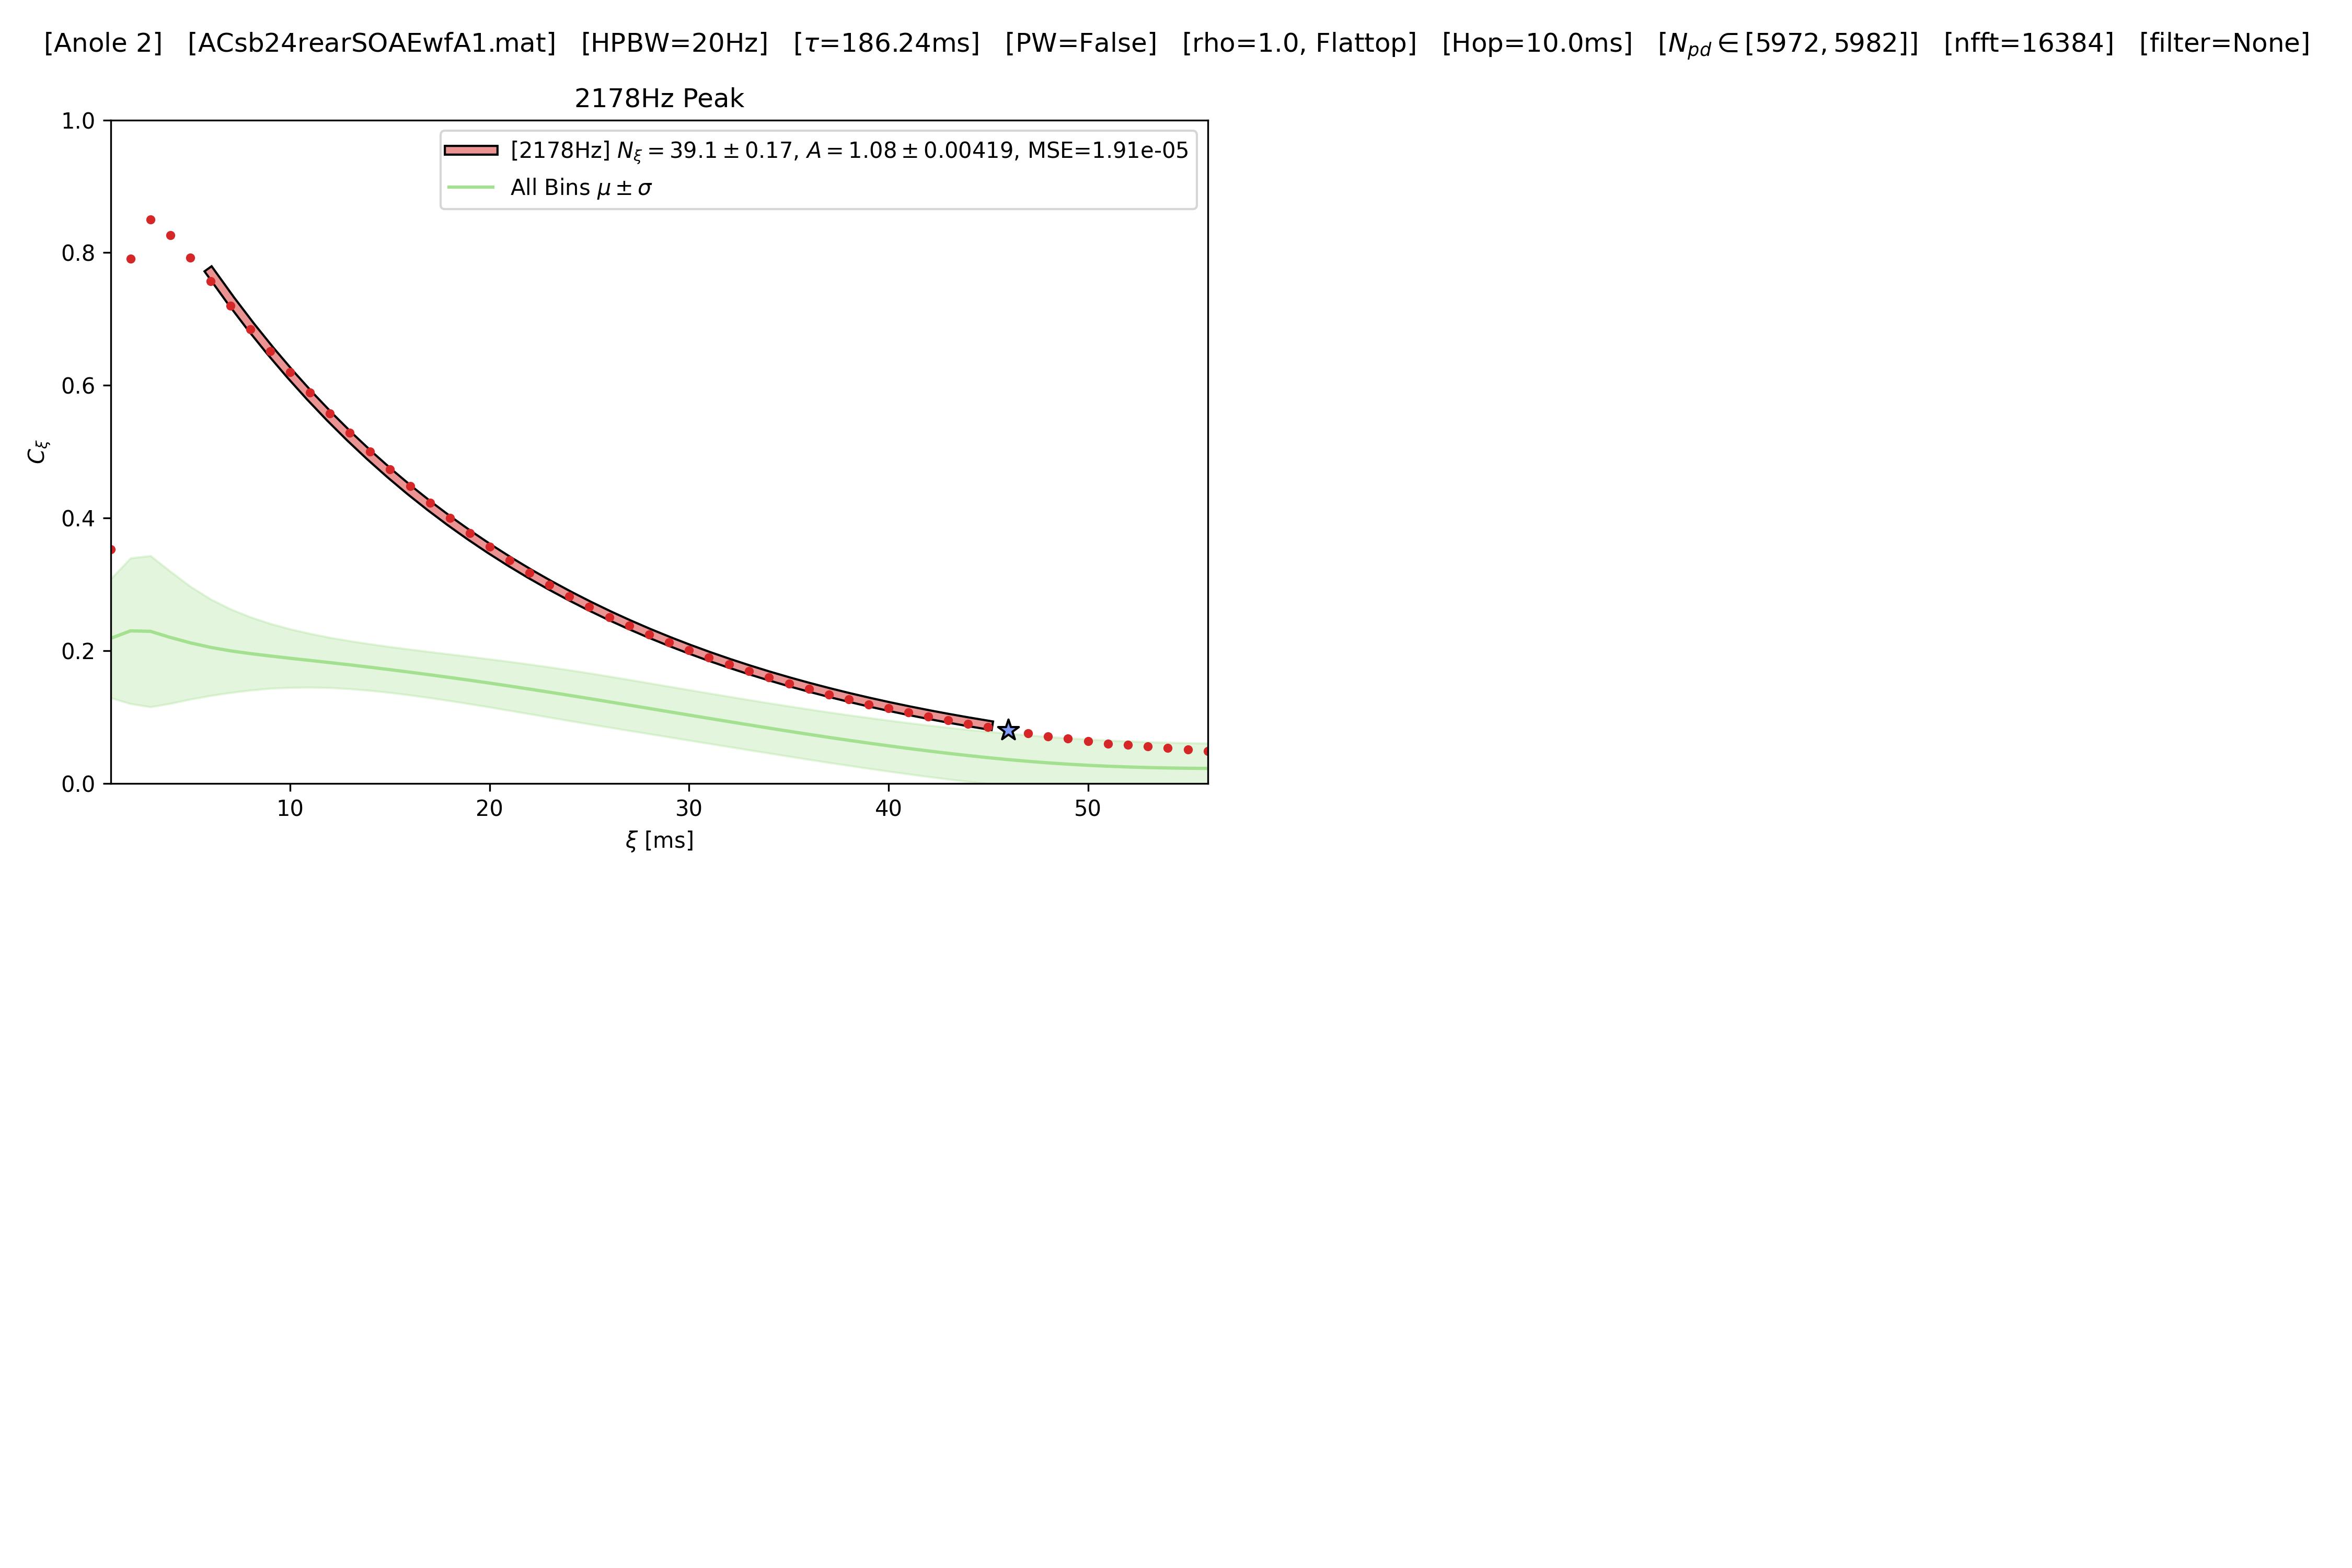 [Anole 2]   [ACsb24rearSOAEwfA1.mat]   [HPBW=20Hz]   [τ=186.24ms]   [PW=False]   [rho=1.0, Flattop]   [Hop=10.0ms]   [N_pd ∈ [5972, 5982]]   [nfft=16384]   [filter=None]
2178Hz Peak
[2178Hz] N_ξ = 39.1 ± 0.17, A = 1.08 ± 0.00419, MSE=1.91e-05
All Bins μ ± σ
1.0
0.8
0.6
0.4
0.2
0.0
C_ξ
10 20 30 40 50
ξ [ms]